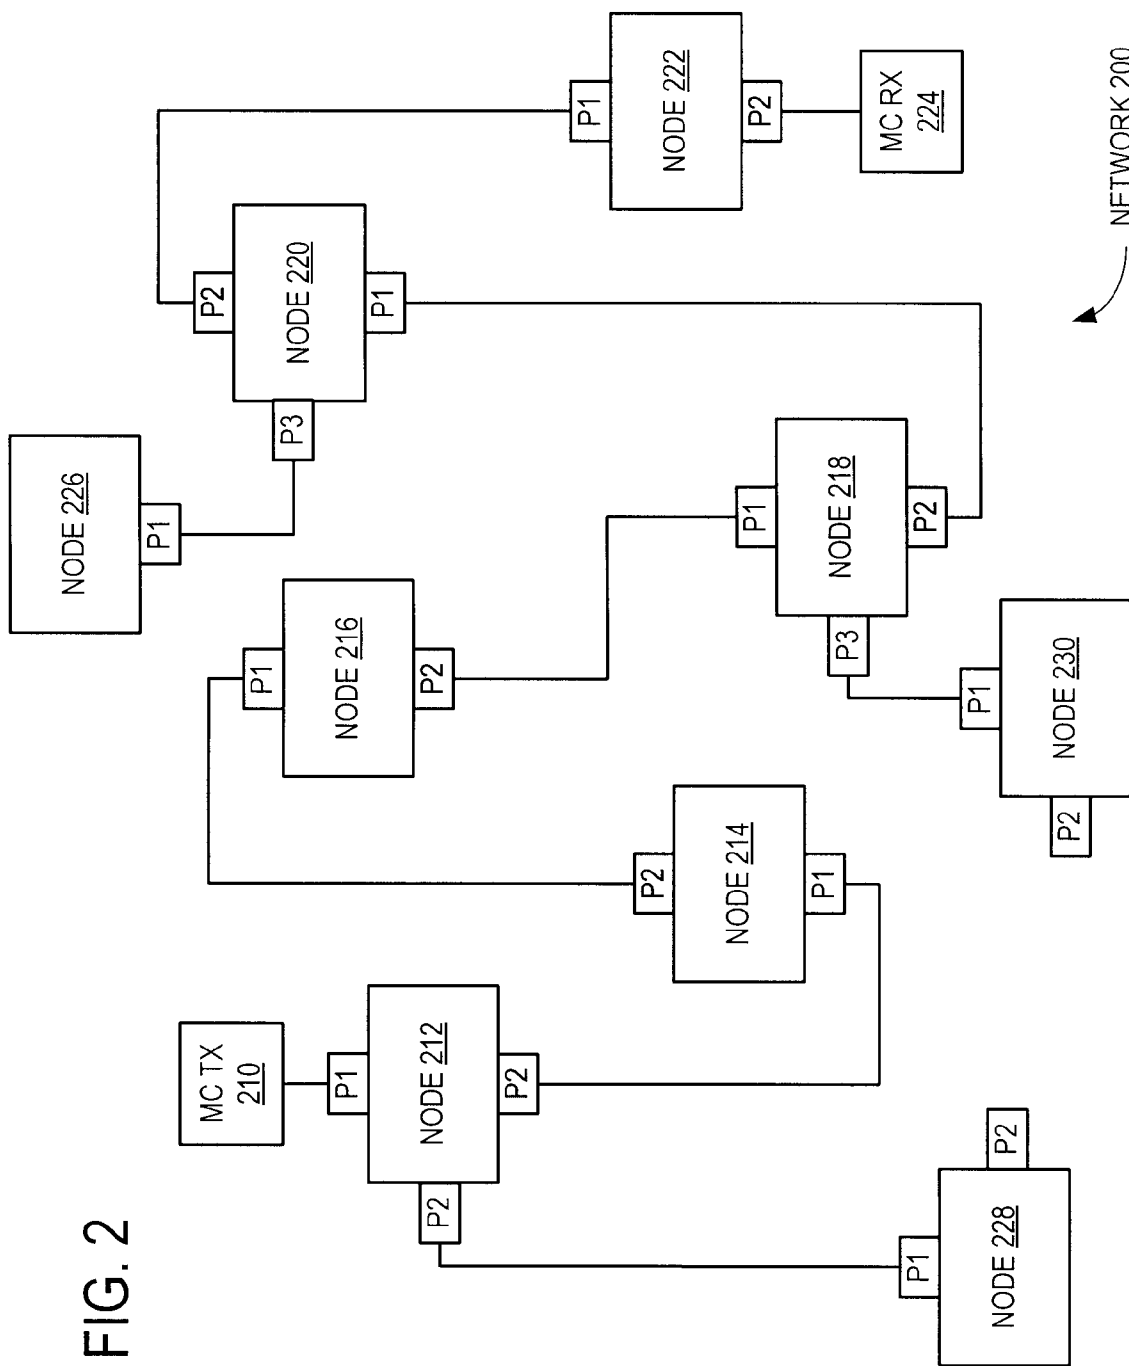 FIG. 2
NODE 226
P1
MC TX
210
P2
P1
P3
NODE 220
P1
NODE 216
P1
P2
NODE 212
P2
P2
P1
P2
NODE 222
NODE 214
P1
P2
P1
P3
NODE 218
MC RX
224
P1
P2
P1
NODE 228
P2
P2
NODE 230
NETWORK 200